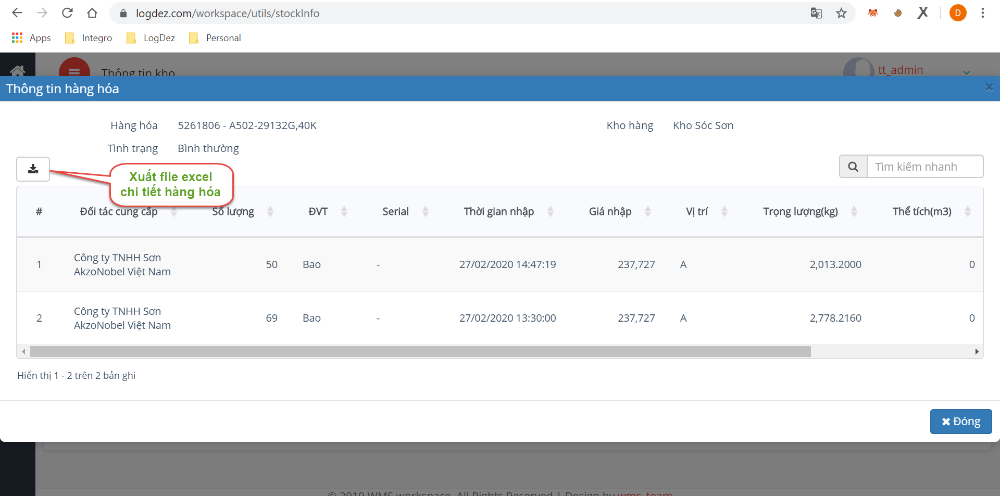 logdez.com/workspace/utils/stockInfo
D
Apps
Integro
LogDez
Personal
Thông tin kho
tt_admin
Thông tin hàng hóa
Hàng hóa 5261806 - A502-29132G,40K
Kho hàng Kho Sóc Sơn
Tình trạng Bình thường
Tìm kiếm nhanh
Xuất file excel
chi tiết hàng hóa
# Đối tác cung cấp Số lượng ĐVT Serial Thời gian nhập Giá nhập Vị trí Trọng lượng(kg) Thể tích(m3)
1 Công ty TNHH Sơn
AkzoNobel Việt Nam 50 Bao - 27/02/2020 14:47:19 237,727 A 2,013.2000 0
2 Công ty TNHH Sơn
AkzoNobel Việt Nam 69 Bao - 27/02/2020 13:30:00 237,727 A 2,778.2160 0
Hiển thị 1 - 2 trên 2 bản ghi
Đóng
© 2019 WMS workspace. All Rights Reserved | Design by wms_team